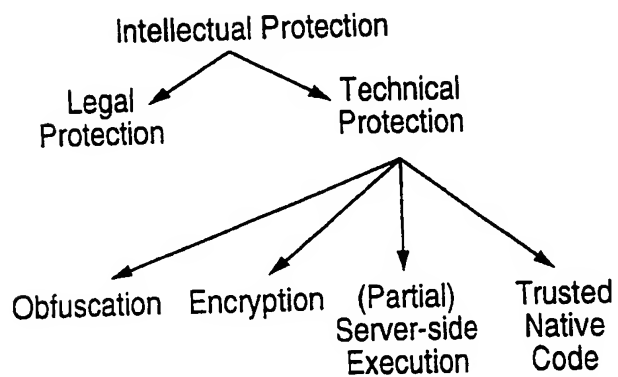 Intellectual Protection
Legal
Protection
Technical
Protection
Obfuscation
Encryption
(Partial)
Server-side
Execution
Trusted
Native
Code